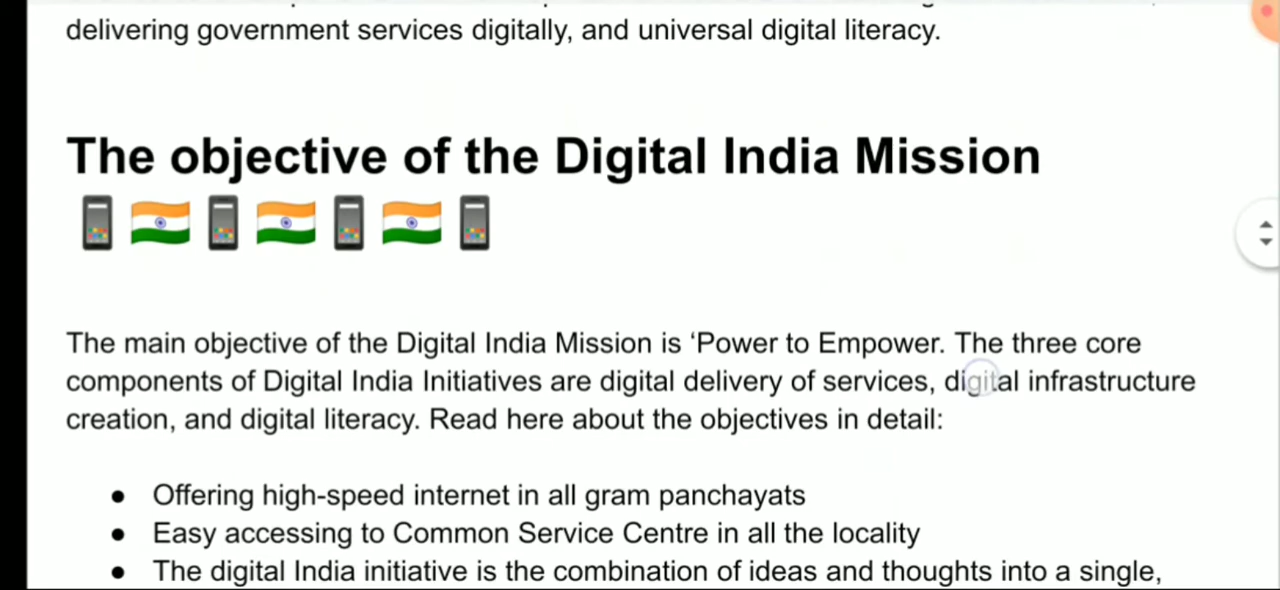 delivering government services digitally, and universal digital literacy.
The objective of the Digital India Mission
📱🇮🇳📱🇮🇳📱🇮🇳📱
The main objective of the Digital India Mission is ‘Power to Empower. The three core
components of Digital India Initiatives are digital delivery of services, digital infrastructure
creation, and digital literacy. Read here about the objectives in detail:
● Offering high-speed internet in all gram panchayats
● Easy accessing to Common Service Centre in all the locality
● The digital India initiative is the combination of ideas and thoughts into a single,